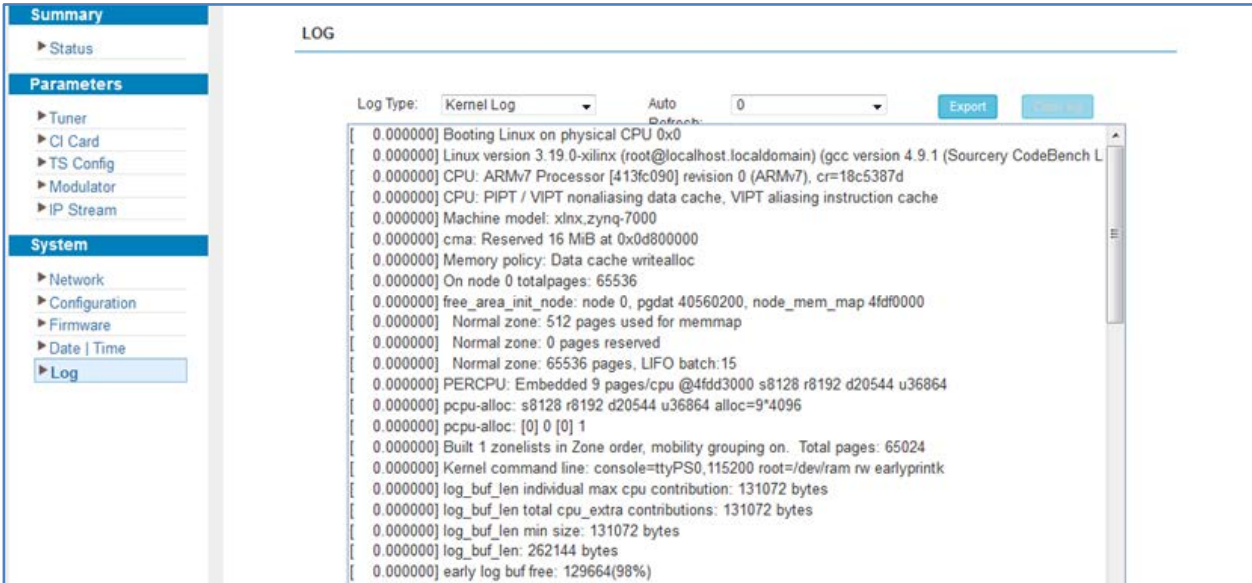 Summary
Status
Parameters
Tuner
CI Card
TS Config
Modulator
IP Stream
System
Network
Configuration
Firmware
Date | Time
Log
LOG
Log Type: Kernel Log Auto Refresh: 0 Export
[ 0.000000] Booting Linux on physical CPU 0x0
[ 0.000000] Linux version 3.19.0-xilinx (root@localhost.localdomain) (gcc version 4.9.1 (Sourcery CodeBench L
[ 0.000000] CPU: ARMv7 Processor [413fc090] revision 0 (ARMv7), cr=18c5387d
[ 0.000000] CPU: PIPT / VIPT nonaliasing data cache, VIPT aliasing instruction cache
[ 0.000000] Machine model: xlnx,zynq-7000
[ 0.000000] cma: Reserved 16 MiB at 0x0d800000
[ 0.000000] Memory policy: Data cache writealloc
[ 0.000000] On node 0 totalpages: 65536
[ 0.000000] free_area_init_node: node 0, pgdat 40560200, node_mem_map 4fdf0000
[ 0.000000] Normal zone: 512 pages used for memmap
[ 0.000000] Normal zone: 0 pages reserved
[ 0.000000] Normal zone: 65536 pages, LIFO batch:15
[ 0.000000] PERCPU: Embedded 9 pages/cpu @4fdd3000 s8128 r8192 d20544 u36864
[ 0.000000] pcpu-alloc: s8128 r8192 d20544 u36864 alloc=9*4096
[ 0.000000] pcpu-alloc: [0] 0 [0] 1
[ 0.000000] Built 1 zonelists in Zone order, mobility grouping on. Total pages: 65024
[ 0.000000] Kernel command line: console=ttyPS0,115200 root=/dev/ram rw earlyprintk
[ 0.000000] log_buf_len individual max cpu contribution: 131072 bytes
[ 0.000000] log_buf_len total cpu_extra contributions: 131072 bytes
[ 0.000000] log_buf_len min size: 131072 bytes
[ 0.000000] log_buf_len: 262144 bytes
[ 0.000000] early log buf free: 129664(98%)